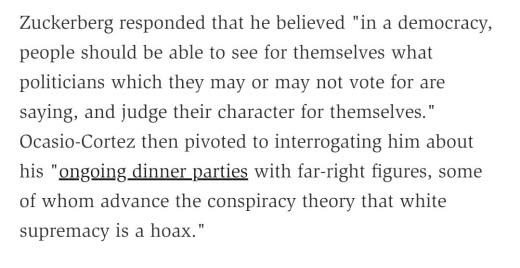 Zuckerberg responded that he believed "in a democracy,
people should be able to see for themselves what
politicians which they may or may not vote for are
saying, and judge their character for themselves."
Ocasio-Cortez then pivoted to interrogating him about
his "ongoing dinner parties with far-right figures, some
of whom advance the conspiracy theory that white
supremacy is a hoax."